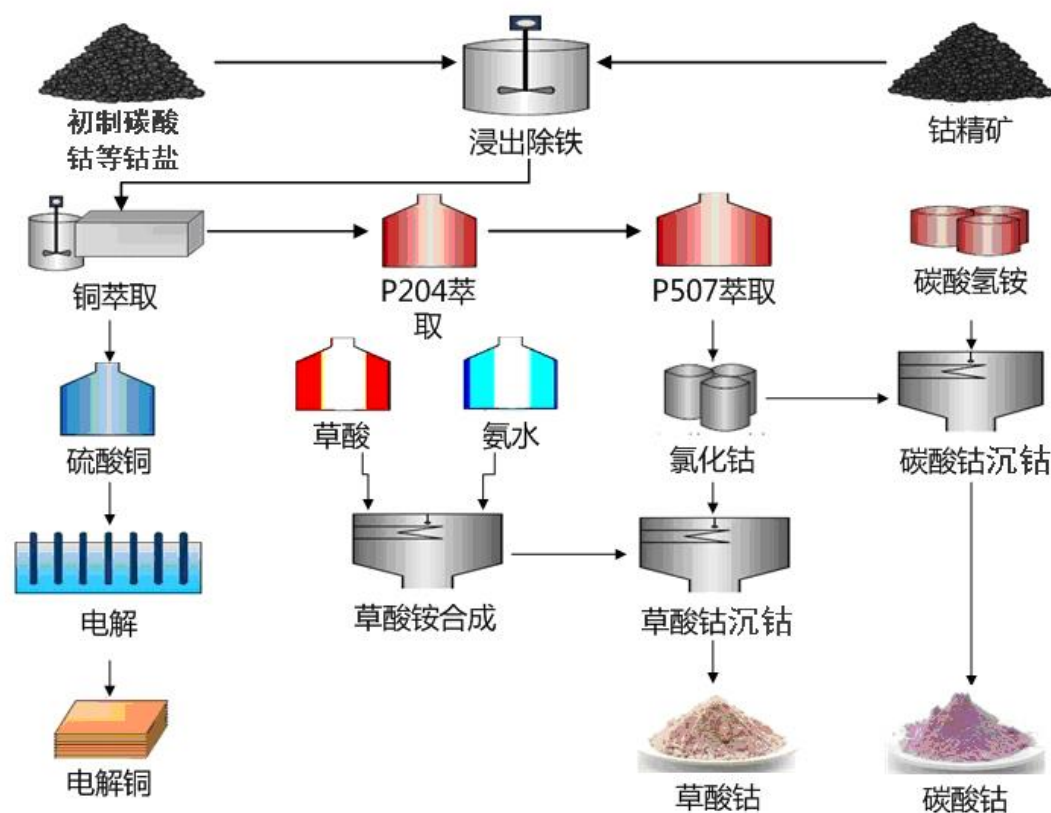 初制碳酸
钴等钴盐
浸出除铁
钴精矿
铜萃取
P204萃
取
P507萃取
碳酸氢铵
硫酸铜
草酸
氨水
氯化钴
碳酸钴沉钴
电解
草酸铵合成
草酸钴沉钴
电解铜
草酸钴
碳酸钴